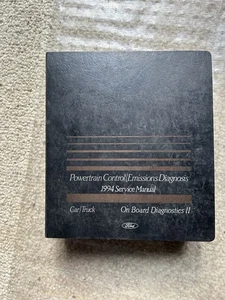 Powertrain Control/Emissions Diagnosis
1994 Service Manual
Car/Truck On Board Diagnostics II
Ford